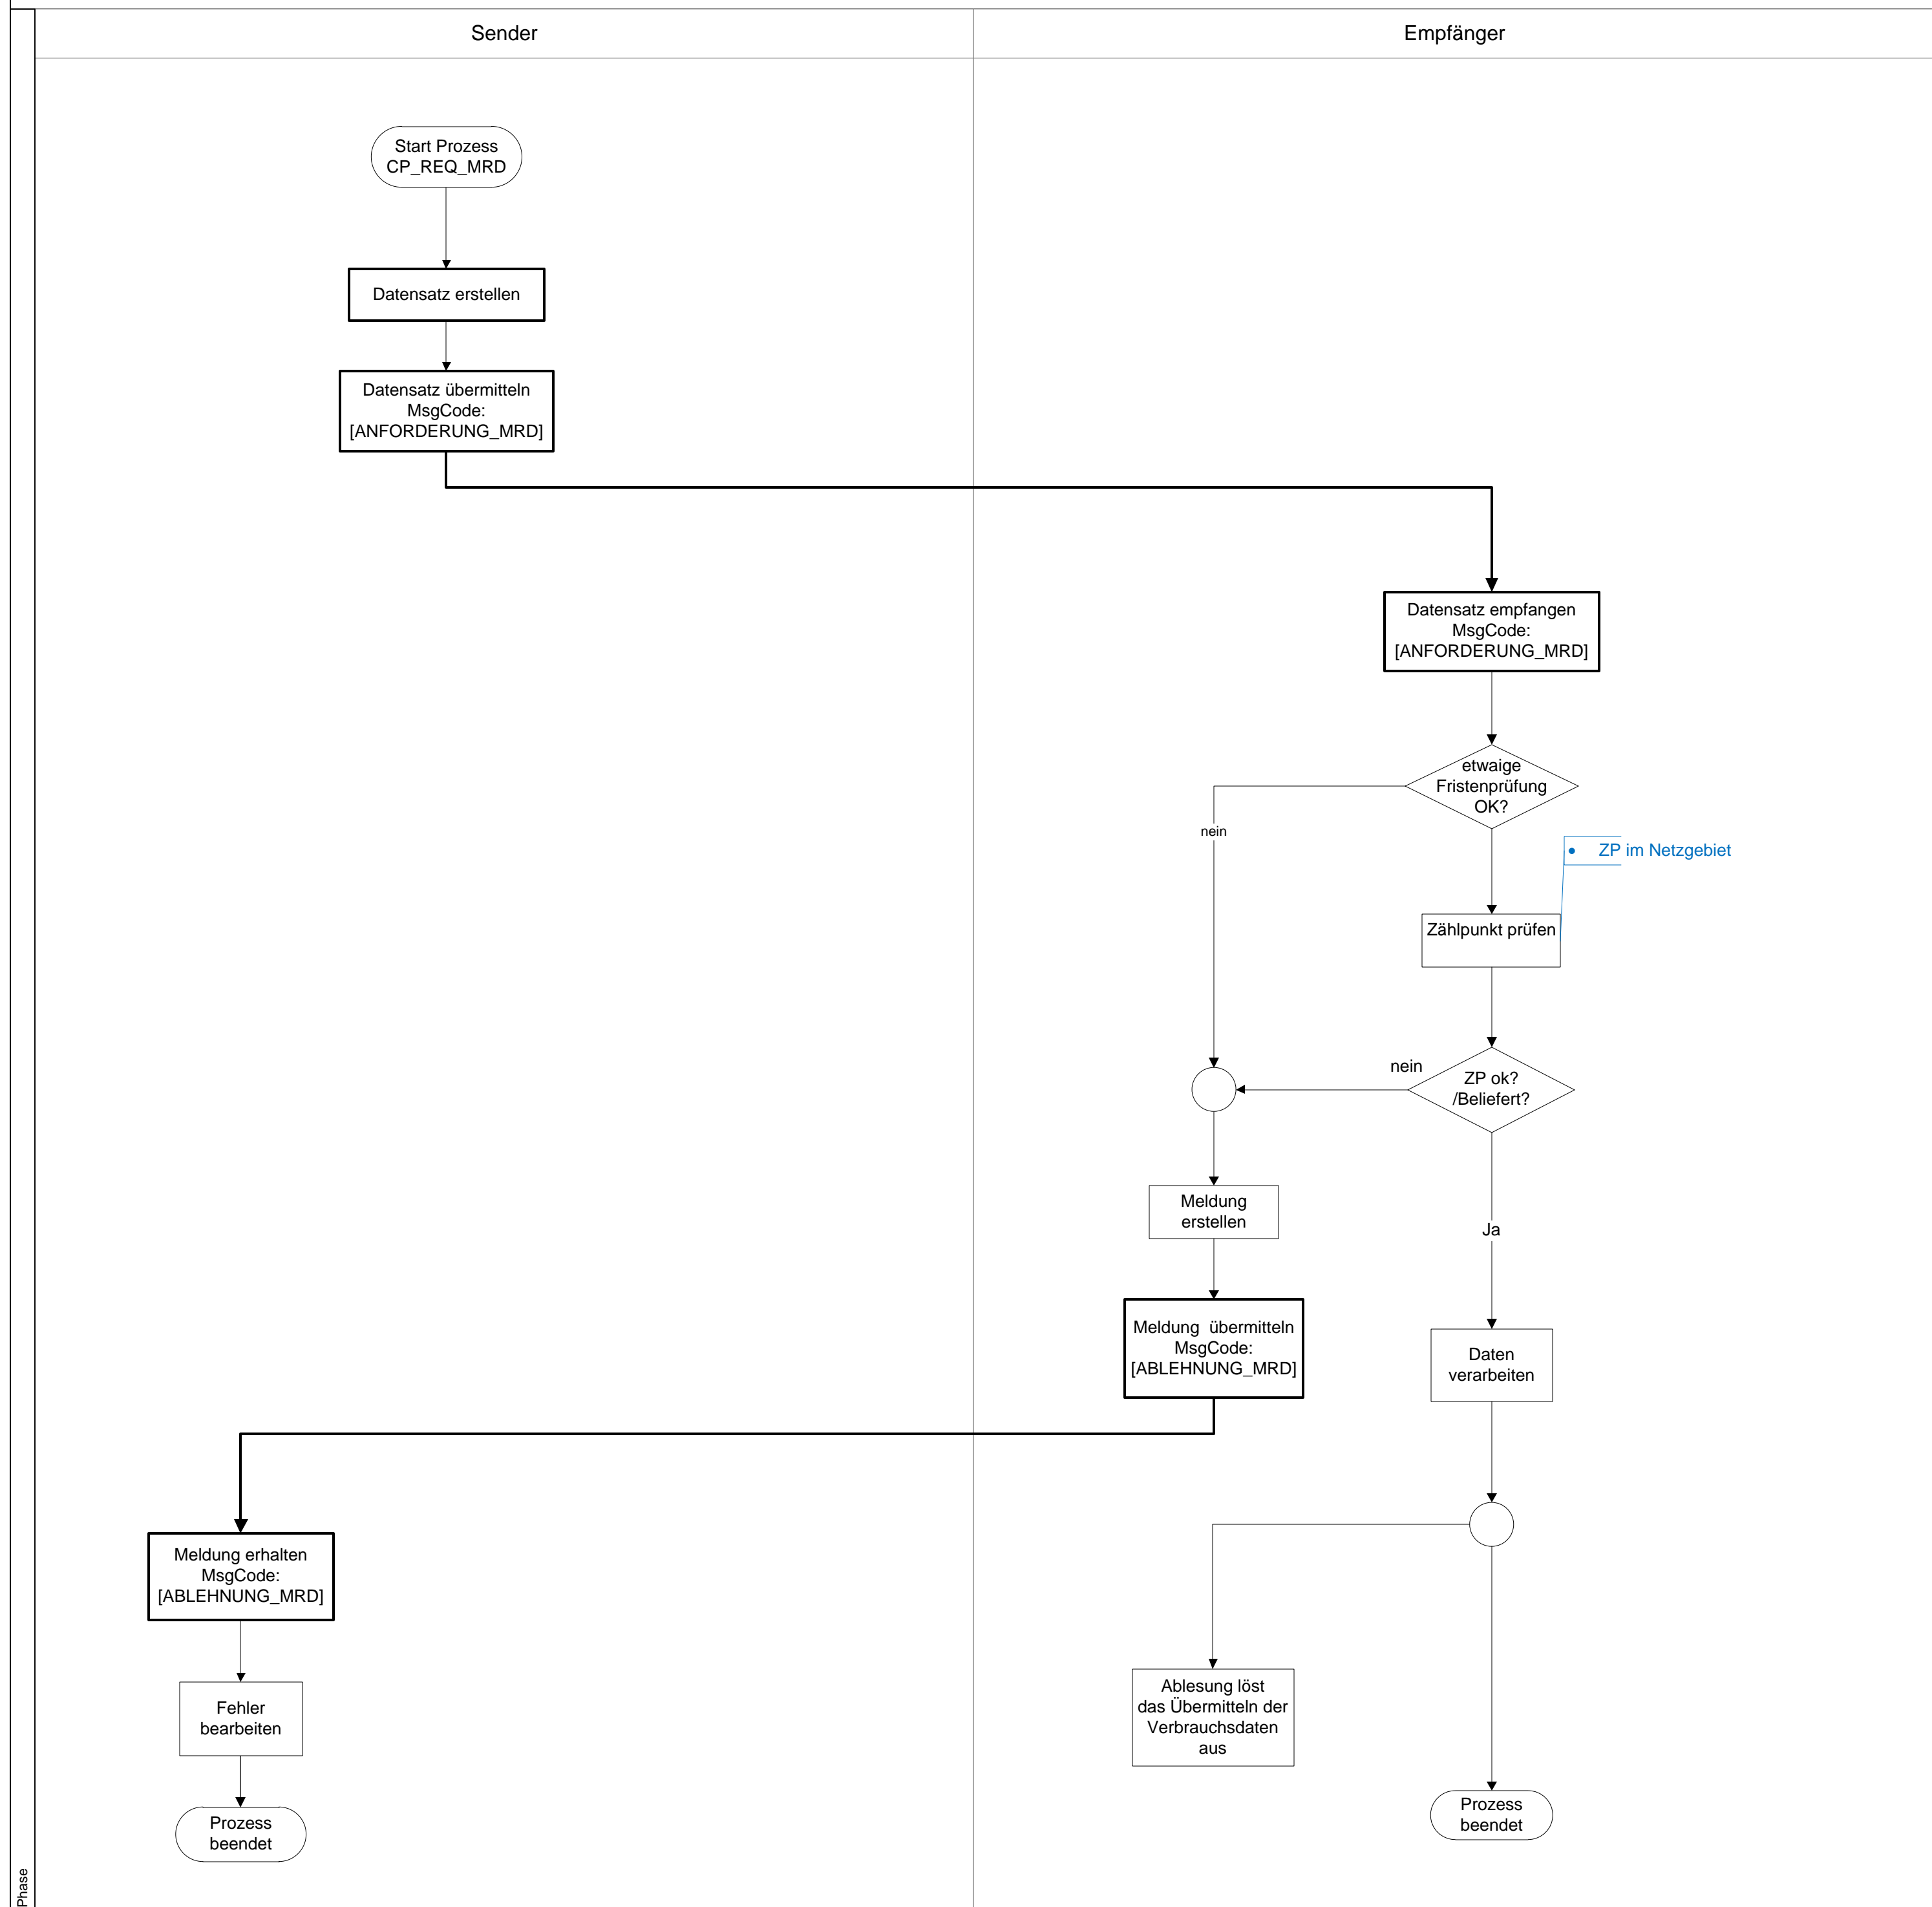 Sender
Empfänger
Start Prozess
CP_REQ_MRD
Datensatz erstellen
Datensatz übermitteln
MsgCode:
[ANFORDERUNG_MRD]
Datensatz empfangen
MsgCode:
[ANFORDERUNG_MRD]
etwaige
Fristenprüfung
OK?
nein
ZP im Netzgebiet
Zählpunkt prüfen
nein
ZP ok?
/Beliefert?
Meldung
erstellen
Ja
Meldung übermitteln
MsgCode:
[ABLEHNUNG_MRD]
Daten
verarbeiten
Meldung erhalten
MsgCode:
[ABLEHNUNG_MRD]
Fehler
bearbeiten
Ablesung löst
das Übermitteln der
Verbrauchsdaten
aus
Prozess
beendet
Prozess
beendet
Phase